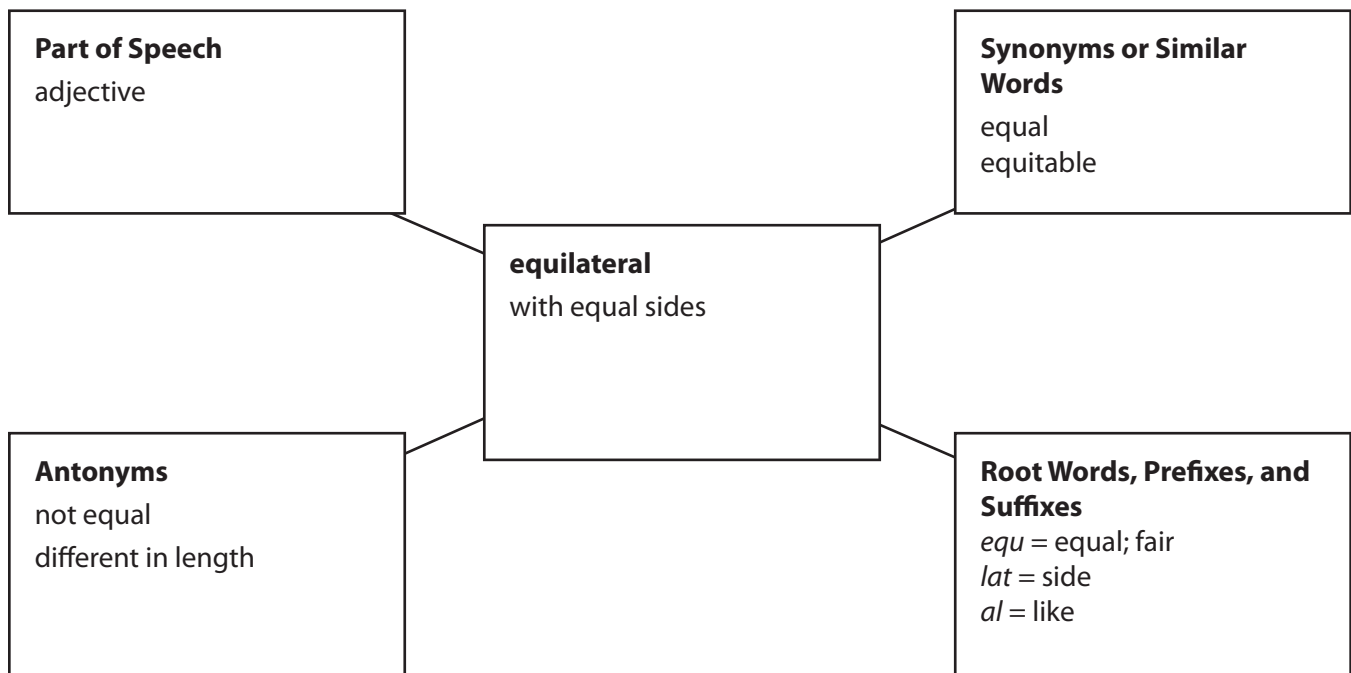 Part of Speech
adjective
Synonyms or Similar
Words
equal
equitable
equilateral
with equal sides
Antonyms
not equal
different in length
Root Words, Prefixes, and
Suffixes
equ = equal; fair
lat = side
al = like